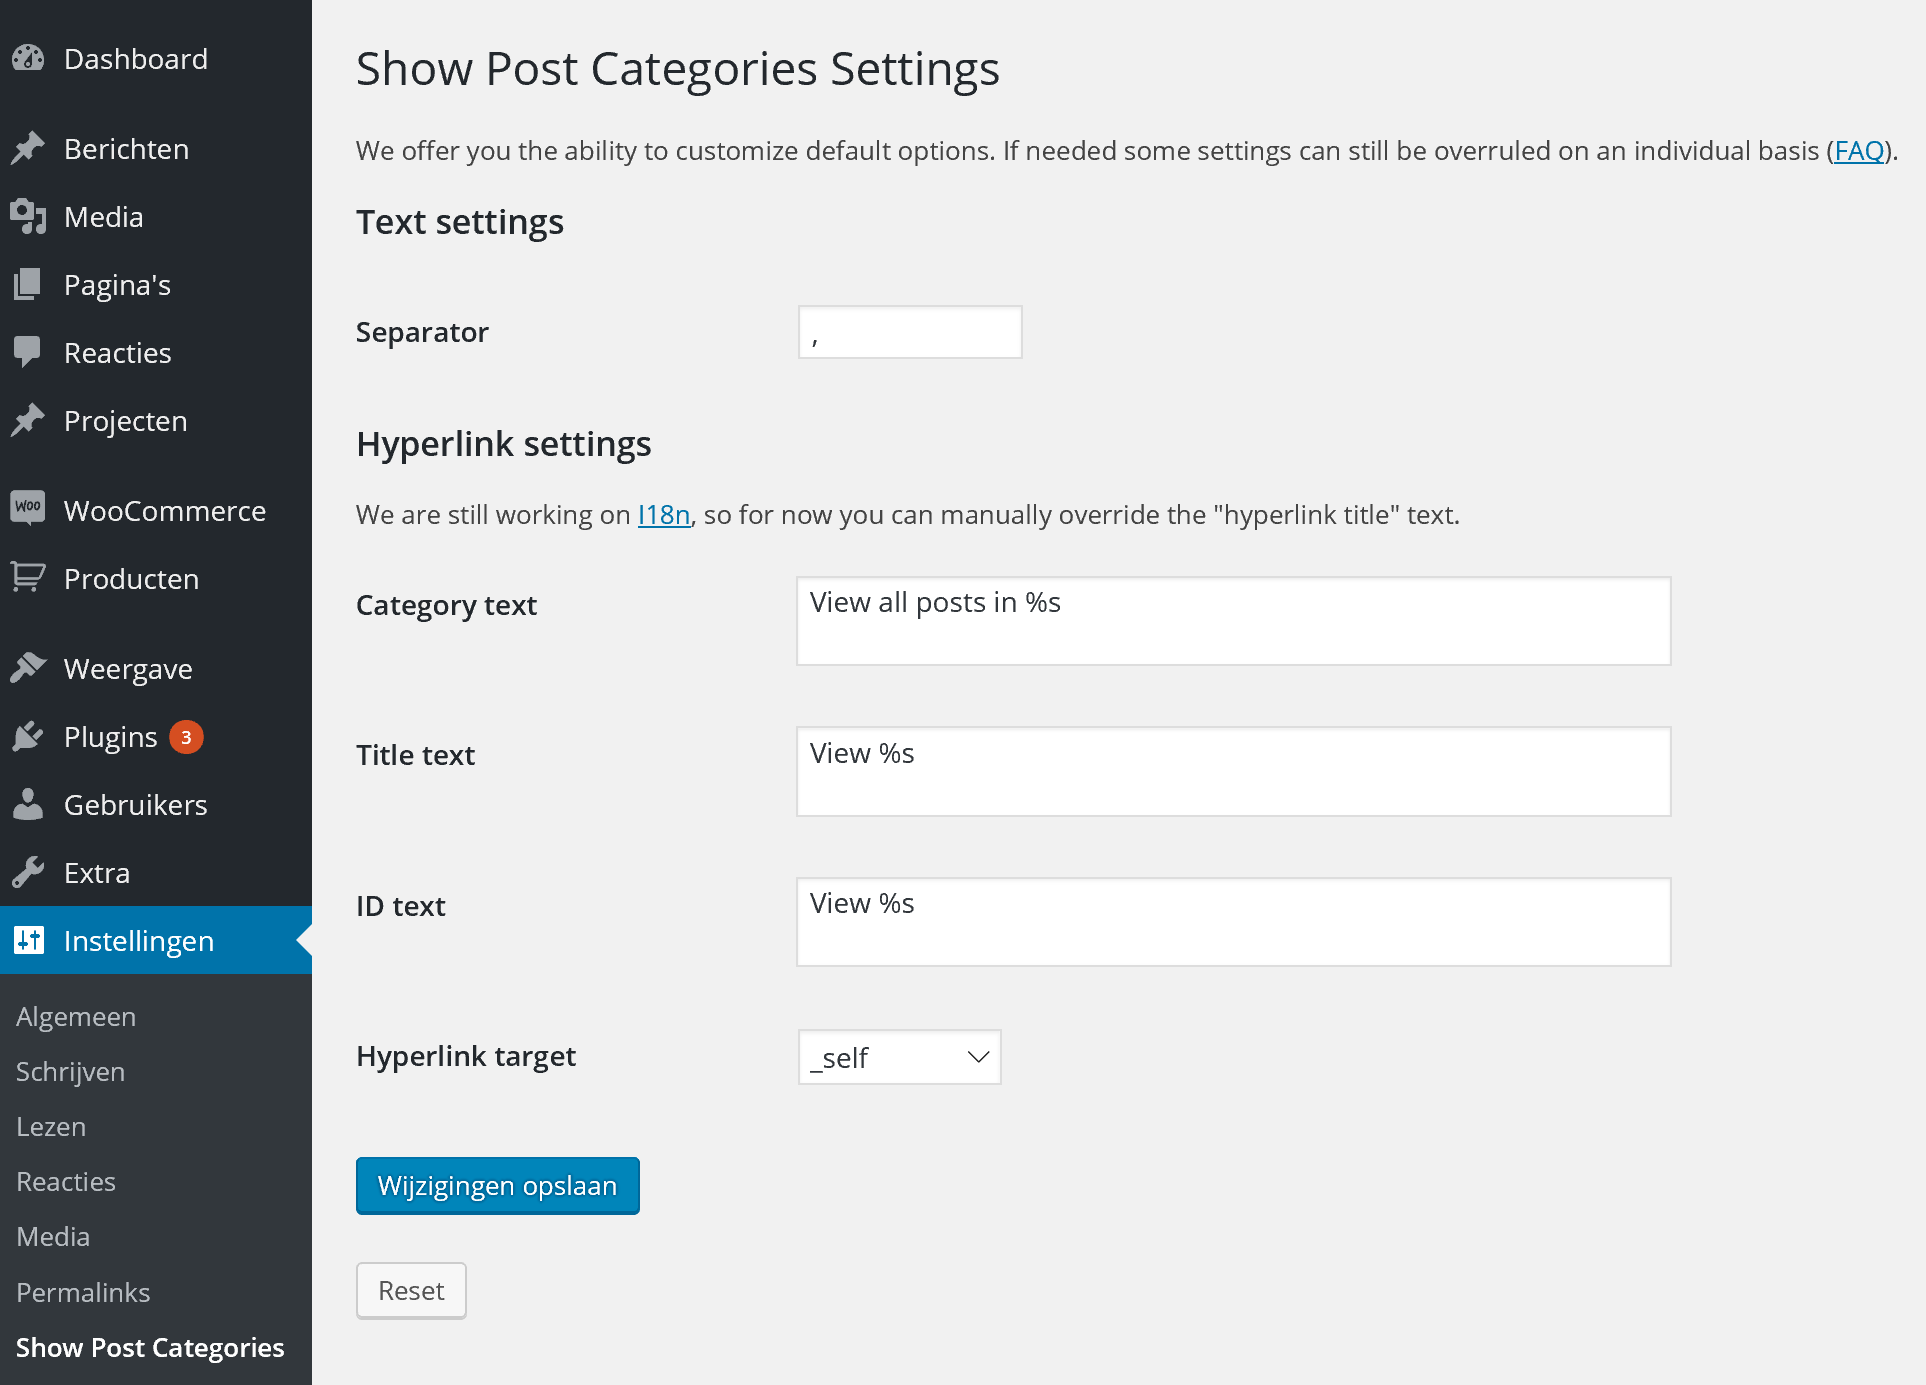 Dashboard
Berichten
Media
Pagina's
Reacties
Projecten
Woo WooCommerce
Producten
Weergave
Plugins 3
Gebruikers
Extra
Instellingen
Algemeen
Schrijven
Lezen
Reacties
Media
Permalinks
Show Post Categories
Show Post Categories Settings
We offer you the ability to customize default options. If needed some settings can still be overruled on an individual basis (FAQ).
Text settings
Separator ,
Hyperlink settings
We are still working on I18n, so for now you can manually override the "hyperlink title" text.
Category text View all posts in %s
Title text View %s
ID text View %s
Hyperlink target _self
Wijzigingen opslaan
Reset